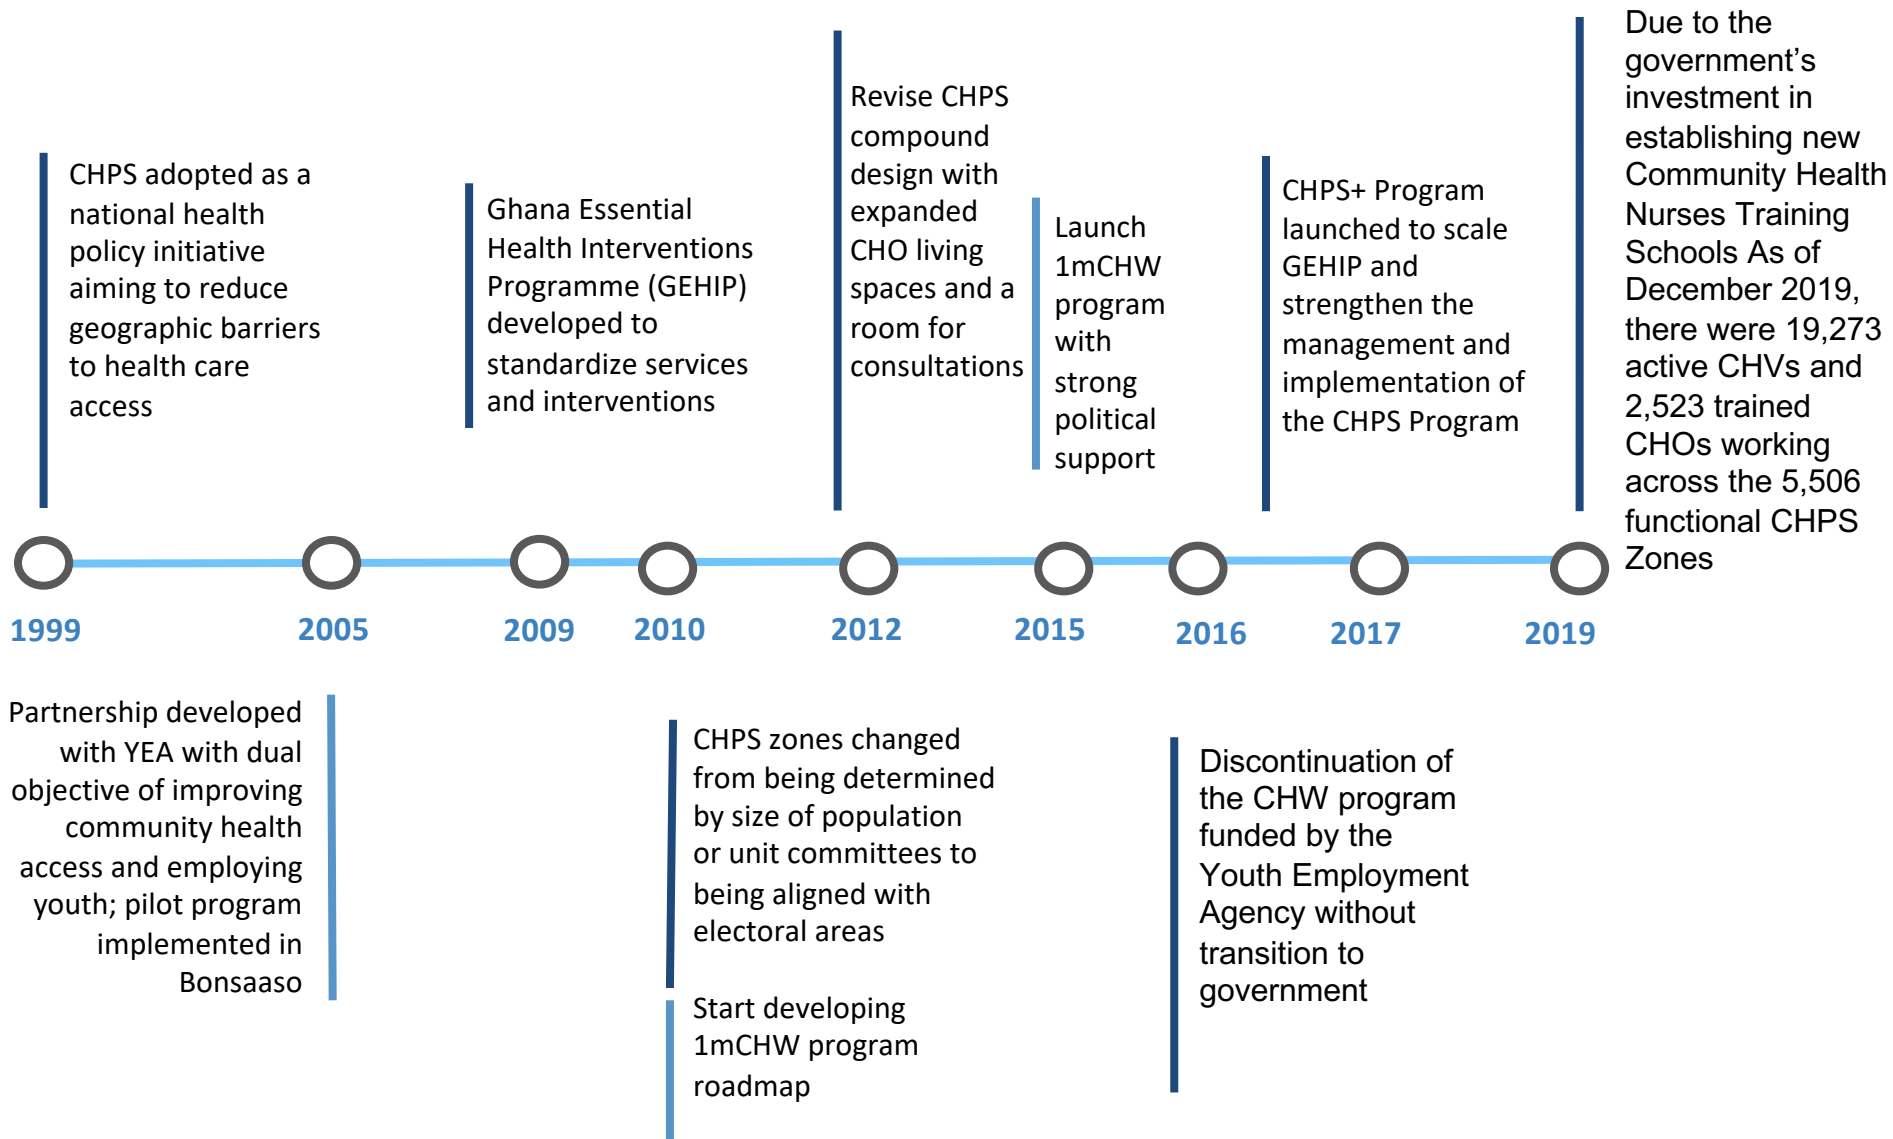 CHPS adopted as a
national health
policy initiative
aiming to reduce
geographic barriers
to health care
access
Ghana Essential
Health Interventions
Programme (GEHIP)
developed to
standardize services
and interventions
Revise CHPS
compound
design with
expanded
CHO living
spaces and a
room for
consultations
Launch
1mCHW
program
with
strong
political
support
CHPS+ Program
launched to scale
GEHIP and
strengthen the
management and
implementation of
the CHPS Program
Due to the
government’s
investment in
establishing new
Community Health
Nurses Training
Schools As of
December 2019,
there were 19,273
active CHVs and
2,523 trained
CHOs working
across the 5,506
functional CHPS
Zones
1999
2005
2009
2010
2012
2015
2016
2017
2019
Partnership developed
with YEA with dual
objective of improving
community health
access and employing
youth; pilot program
implemented in
Bonsaaso
CHPS zones changed
from being determined
by size of population
or unit committees to
being aligned with
electoral areas
Start developing
1mCHW program
roadmap
Discontinuation of
the CHW program
funded by the
Youth Employment
Agency without
transition to
government